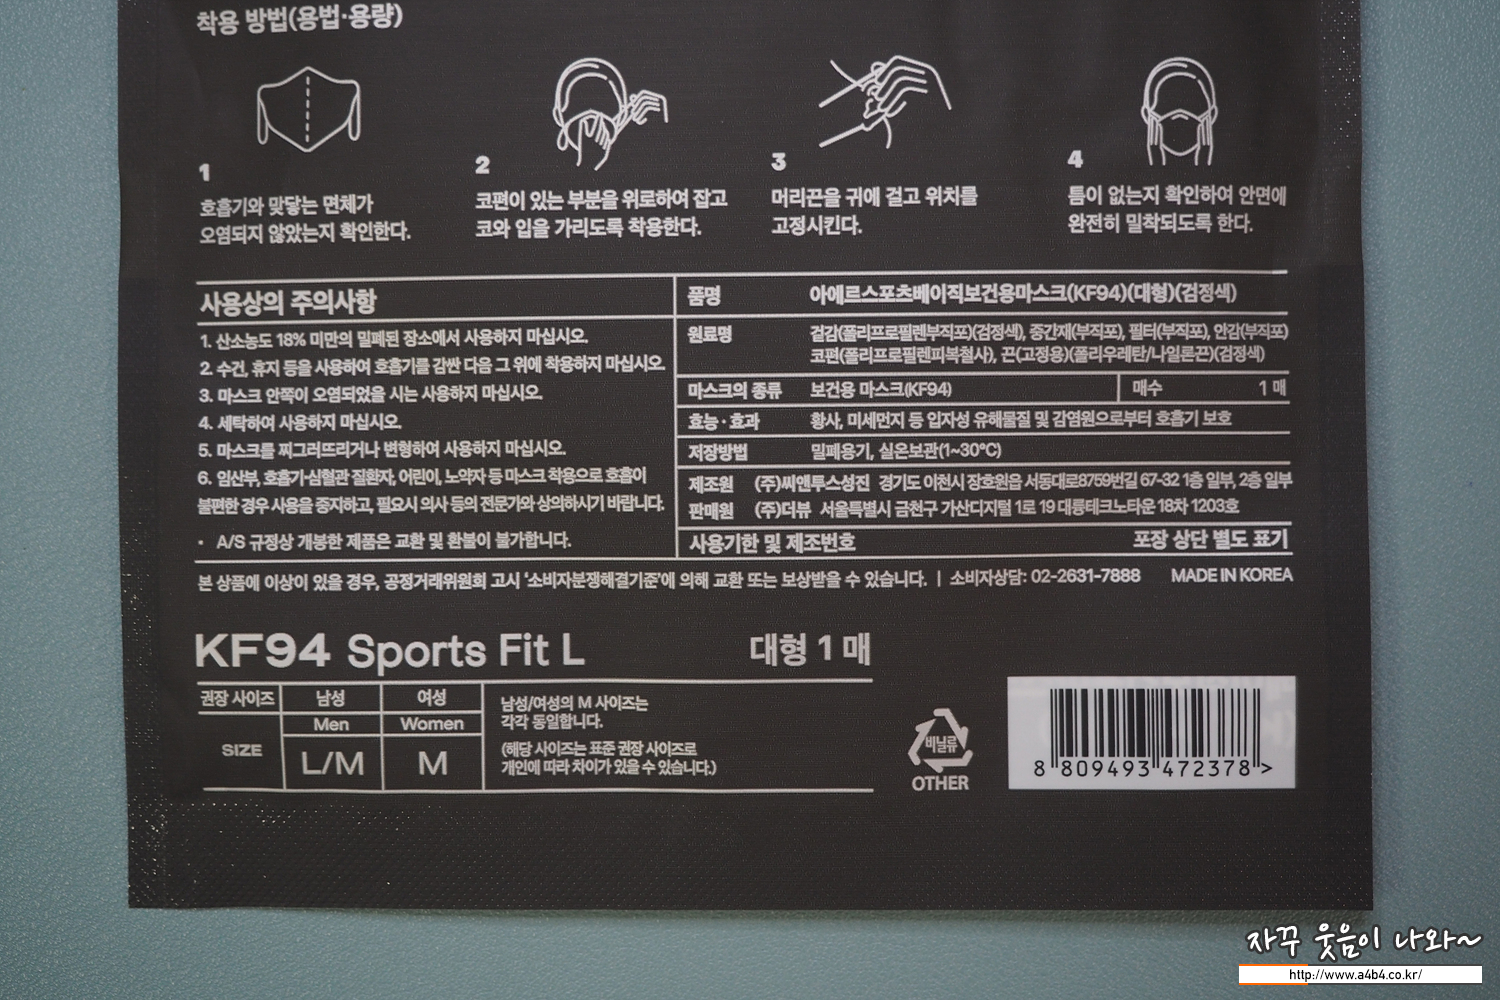 착용 방법(용법·용량)
1
호흡기와 맞닿는 면체가
오염되지 않았는지 확인한다.
2
코편이 있는 부분을 위로하여 잡고
코와 입을 가리도록 착용한다.
3
머리끈을 귀에 걸고 위치를
고정시킨다.
4
틈이 없는지 확인하여 안면에
완전히 밀착되도록 한다.
사용상의 주의사항
1. 산소농도 18% 미만의 밀폐된 장소에서 사용하지 마십시오.
2. 수건, 휴지 등을 사용하여 호흡기를 감싼 다음 그 위에 착용하지 마십시오.
3. 마스크 안쪽이 오염되었을 시는 사용하지 마십시오.
4. 세탁하여 사용하지 마십시오.
5. 마스크를 찌그러뜨리거나 변형하여 사용하지 마십시오.
6. 임산부, 호흡기·심혈관 질환자, 어린이, 노약자 등 마스크 착용으로 호흡이
불편한 경우 사용을 중지하고, 필요시 의사 등의 전문가와 상의하시기 바랍니다.
· A/S 규정상 개봉한 제품은 교환 및 환불이 불가합니다.
품명 아에르스포츠베이직보건용마스크(KF94)(대형)(검정색)
원료명 겉감(폴리프로필렌부직포)(검정색), 중간재(부직포), 필터(부직포), 안감(부직포)
코편(폴리프로필렌피복철사), 끈(고정용)(폴리우레탄/나일론끈)(검정색)
마스크의 종류 보건용 마스크(KF94) 매수 1 매
효능·효과 황사, 미세먼지 등 입자성 유해물질 및 감염원으로부터 호흡기 보호
저장방법 밀폐용기, 실온보관(1~30℃)
제조원 (주)씨앤투스성진 경기도 이천시 장호원읍 서동대로8759번길 67-32 1층 일부, 2층 일부
판매원 (주)더뷰 서울특별시 금천구 가산디지털 1로 19 대륭테크노타운 18차 1203호
사용기한 및 제조번호 포장 상단 별도 표기
본 상품에 이상이 있을 경우, 공정거래위원회 고시 '소비자분쟁해결기준'에 의해 교환 또는 보상받을 수 있습니다. | 소비자상담: 02-2631-7888 MADE IN KOREA
KF94 Sports Fit L 대형 1 매
권장 사이즈 남성 여성
Men Women
SIZE L/M M
남성/여성의 M 사이즈는
각각 동일합니다.
(해당 사이즈는 표준 권장 사이즈로
개인에 따라 차이가 있을 수 있습니다.)
비닐류
OTHER
8 809493 472378 >
자꾸 웃음이 나와~
http://www.a4b4.co.kr/